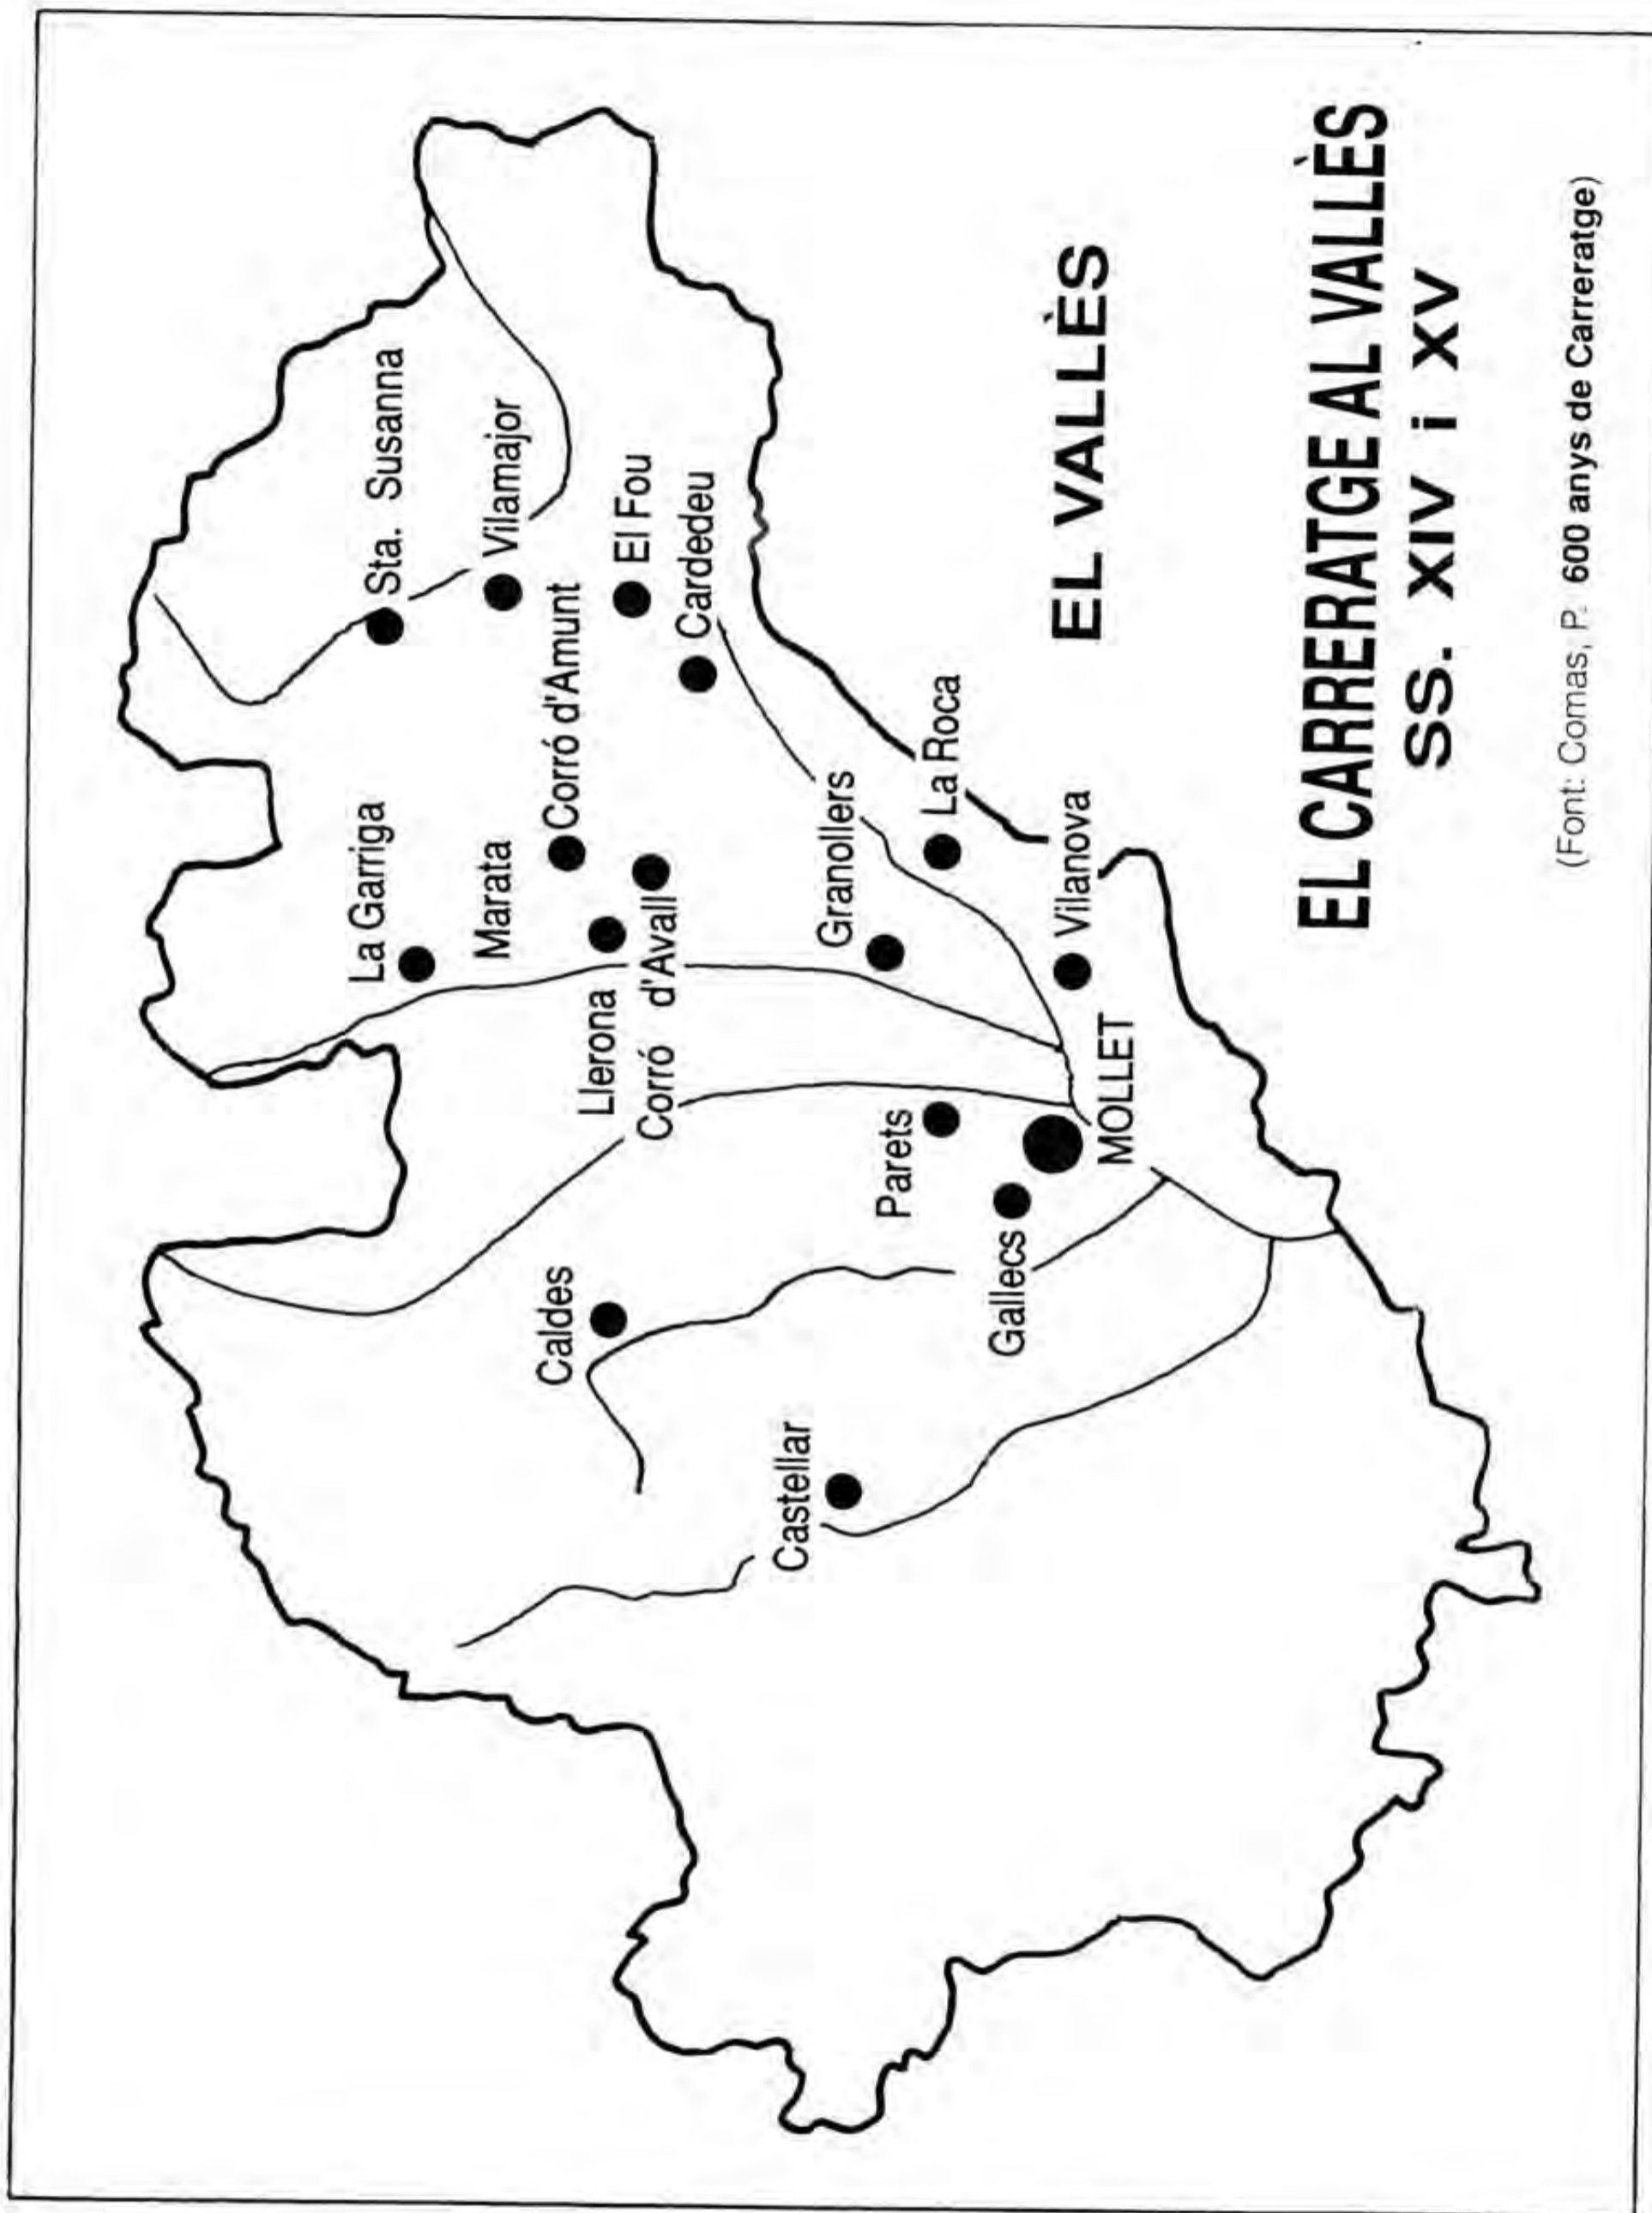 Sta. Susanna
Vilamajor
El Fou
Cardedeu
La Garriga
Marata
Corró d'Amunt
Llerona
Corró d'Avall
Granollers
La Roca
Vilanova
Caldes
Parets
MOLLET
Gallecs
Castellar
EL VALLÈS
EL CARRERATGE AL VALLÈS
SS. XIV i XV
(Font: Comas, P. 600 anys de Carreratge)